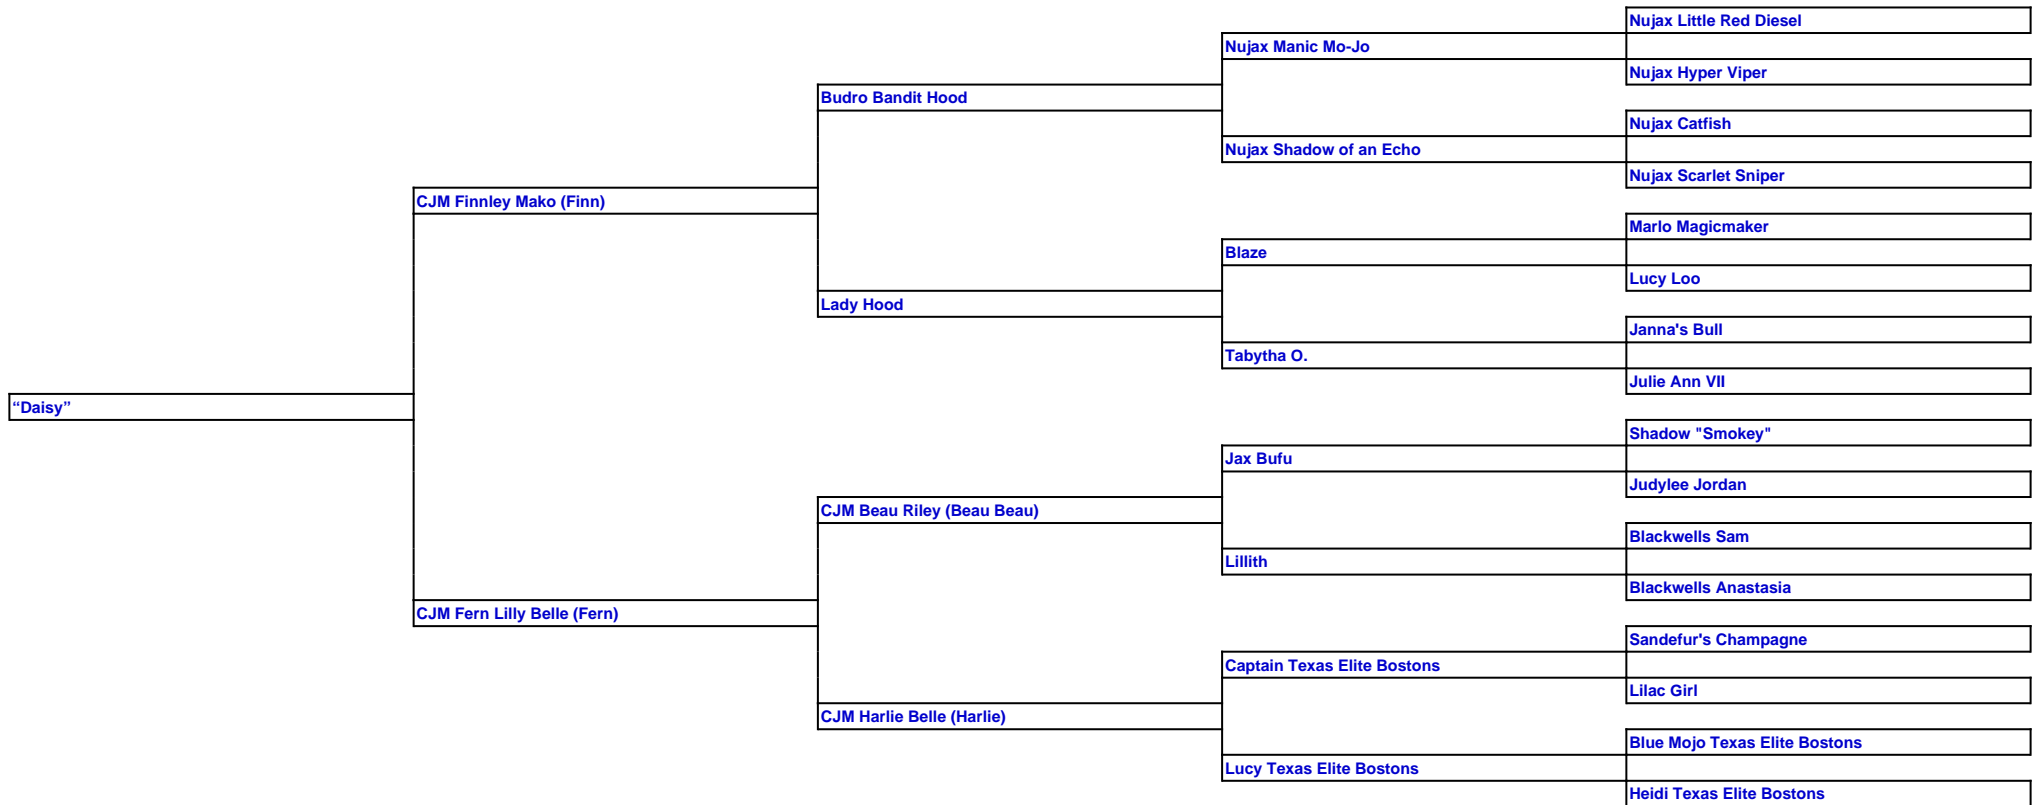 Nujax Little Red Diesel
Nujax Manic Mo-Jo
Nujax Hyper Viper
Budro Bandit Hood
Nujax Catfish
Nujax Shadow of an Echo
Nujax Scarlet Sniper
CJM Finnley Mako (Finn)
Marlo Magicmaker
Blaze
Lucy Loo
Lady Hood
Janna's Bull
Tabytha O.
Julie Ann VII
“Daisy”
Shadow "Smokey"
Jax Bufu
Judylee Jordan
CJM Beau Riley (Beau Beau)
Blackwells Sam
Lillith
Blackwells Anastasia
CJM Fern Lilly Belle (Fern)
Sandefur's Champagne
Captain Texas Elite Bostons
Lilac Girl
CJM Harlie Belle (Harlie)
Blue Mojo Texas Elite Bostons
Lucy Texas Elite Bostons
Heidi Texas Elite Bostons